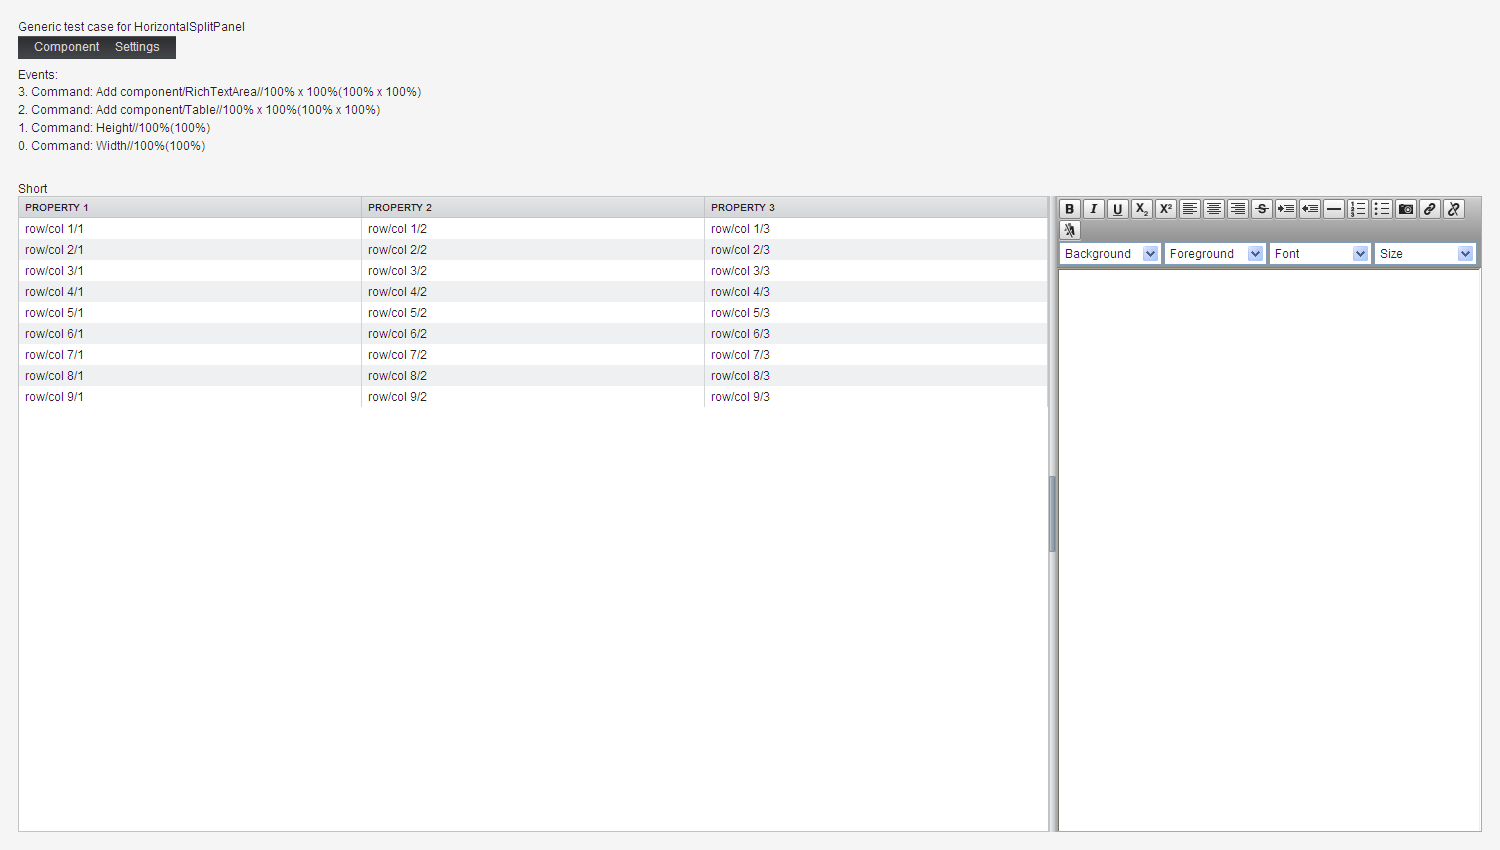 Generic test case for HorizontalSplitPanel
Component Settings
Events:
3. Command: Add component/RichTextArea//100% x 100%(100% x 100%)
2. Command: Add component/Table//100% x 100%(100% x 100%)
1. Command: Height//100%(100%)
0. Command: Width//100%(100%)
Short
PROPERTY 1 PROPERTY 2 PROPERTY 3
row/col 1/1 row/col 1/2 row/col 1/3
row/col 2/1 row/col 2/2 row/col 2/3
row/col 3/1 row/col 3/2 row/col 3/3
row/col 4/1 row/col 4/2 row/col 4/3
row/col 5/1 row/col 5/2 row/col 5/3
row/col 6/1 row/col 6/2 row/col 6/3
row/col 7/1 row/col 7/2 row/col 7/3
row/col 8/1 row/col 8/2 row/col 8/3
row/col 9/1 row/col 9/2 row/col 9/3
B I U X₂ X² S
Background Foreground Font Size